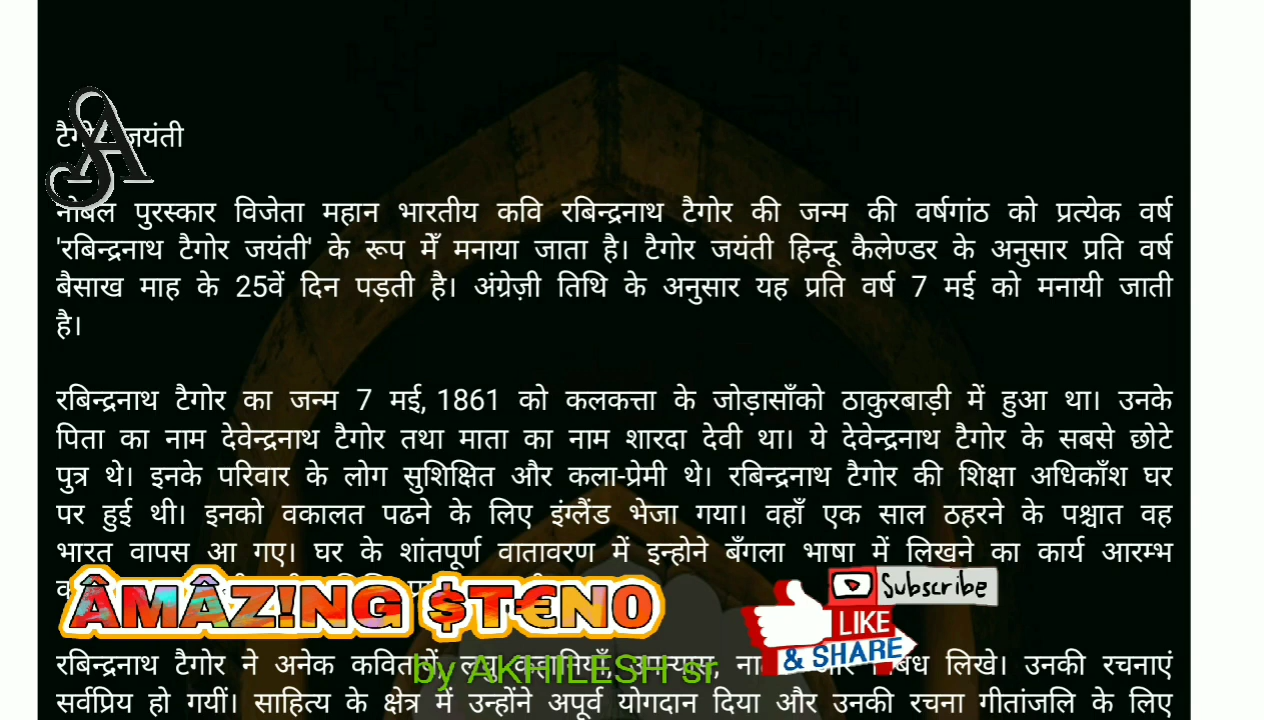 जयंती
नोबल पुरस्कार विजेता महान भारतीय कवि रबिन्द्रनाथ टैगोर की जन्म की वर्षगांठ को प्रत्येक वर्ष
'रबिन्द्रनाथ टैगोर जयंती' के रूप मेँ मनाया जाता है। टैगोर जयंती हिन्दू कैलेण्डर के अनुसार प्रति वर्ष
बैसाख माह के 25वें दिन पड़ती है। अंग्रेज़ी तिथि के अनुसार यह प्रति वर्ष 7 मई को मनायी जाती
है।
रबिन्द्रनाथ टैगोर का जन्म 7 मई, 1861 को कलकत्ता के जोड़ासाँको ठाकुरबाड़ी में हुआ था। उनके
पिता का नाम देवेन्द्रनाथ टैगोर तथा माता का नाम शारदा देवी था। ये देवेन्द्रनाथ टैगोर के सबसे छोटे
पुत्र थे। इनके परिवार के लोग सुशिक्षित और कला-प्रेमी थे। रबिन्द्रनाथ टैगोर की शिक्षा अधिकाँश घर
पर हुई थी। इनको वकालत पढने के लिए इंग्लैंड भेजा गया। वहाँ एक साल ठहरने के पश्चात वह
भारत वापस आ गए। घर के शांतपूर्ण वातावरण में इन्होने बँगला भाषा में लिखने का कार्य आरम्भ
ÂMÂZ!NG $T€NO
Subscribe
LIKE
& SHARE
by AKHILESH sr
रबिन्द्रनाथ टैगोर ने अनेक लिखे। उनकी रचनाएं
सर्वप्रिय हो गयीं। साहित्य के क्षेत्र में उन्होंने अपूर्व योगदान दिया और उनकी रचना गीतांजलि के लिए